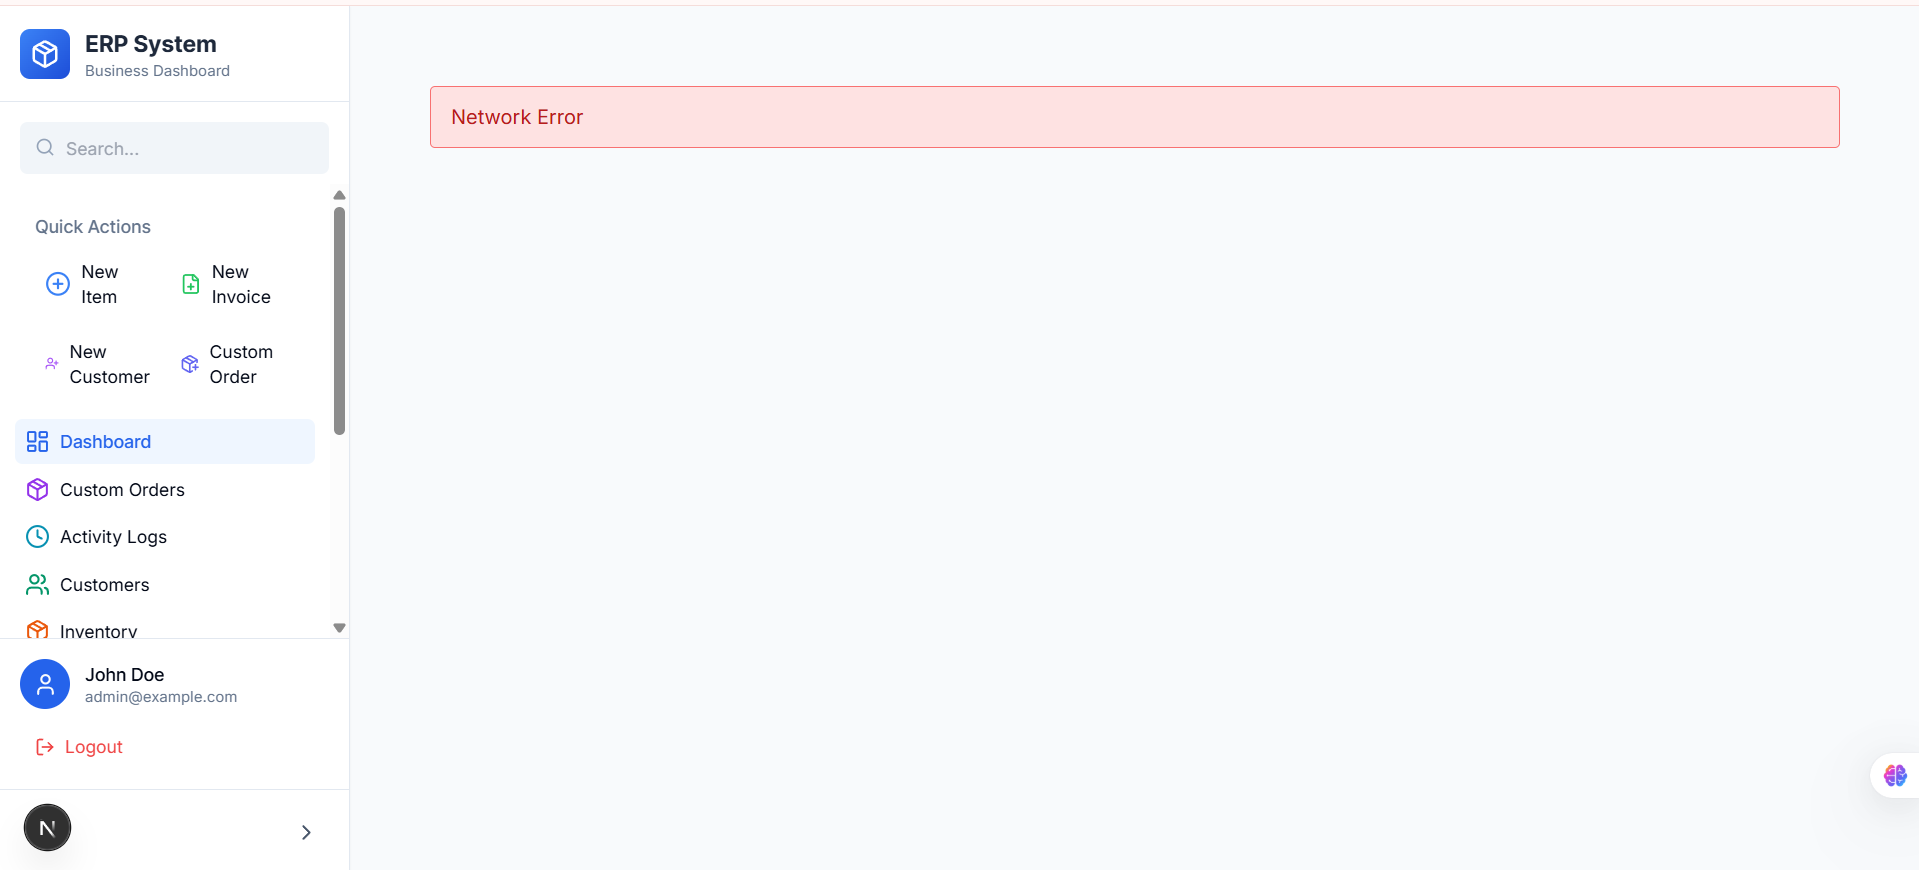 ERP System
Business Dashboard
Search...
Quick Actions
New
Item
New
Invoice
New
Customer
Custom
Order
Dashboard
Custom Orders
Activity Logs
Customers
Inventory
John Doe
admin@example.com
Logout
N
Network Error